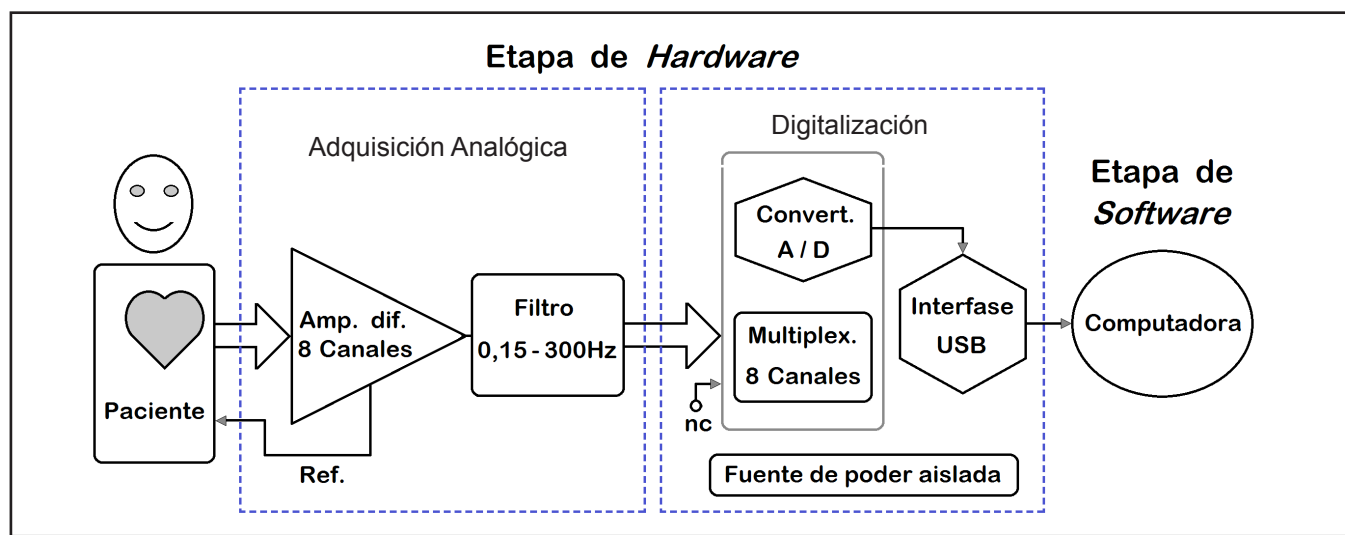 Etapa de Hardware
Adquisición Analógica
Digitalización
Etapa de
Software
Paciente
Amp. dif.
8 Canales
Ref.
Filtro
0,15 - 300Hz
Convert.
A / D
Multiplex.
8 Canales
nc
Interfase
USB
Fuente de poder aislada
Computadora